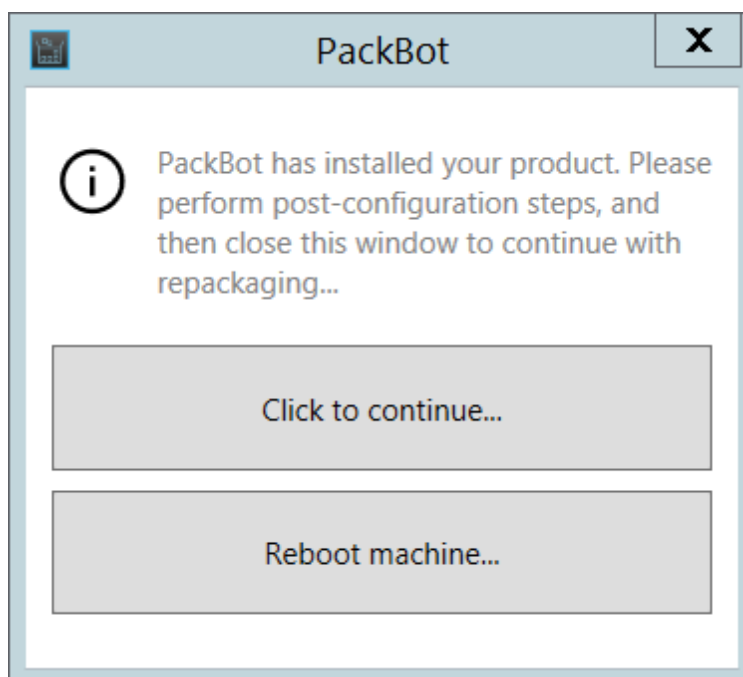 PackBot
X
PackBot has installed your product. Please
perform post-configuration steps, and
then close this window to continue with
repackaging...
Click to continue...
Reboot machine...